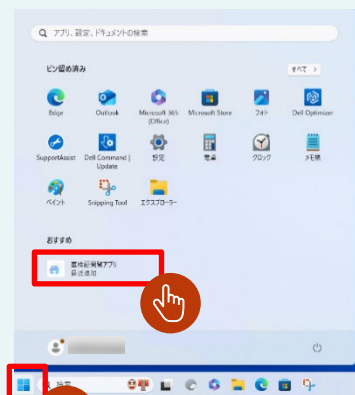 アプリ、設定、ドキュメントの検索
ピン留め済み
すべて >
Edge
Outlook
Microsoft 365
(Office)
Microsoft Store
フォト
Dell Optimizer
SupportAssist
Dell Command |
Update
設定
電卓
クロック
メモ帳
ペイント
Snipping Tool
エクスプローラー
おすすめ
最近追加
検索